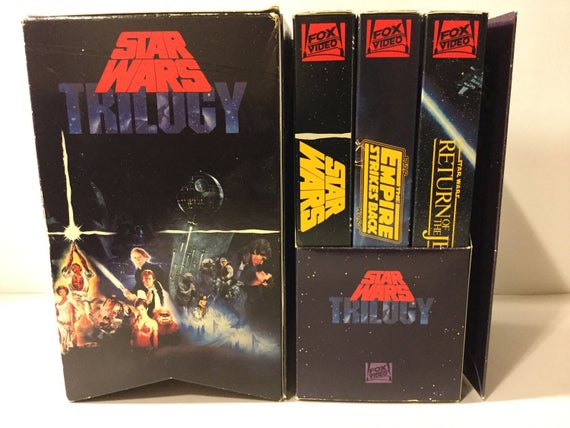 STAR
WARS
TRILOGY
FOX
VIDEO
STAR
WARS
FOX
VIDEO
THE
EMPIRE
STRIKES BACK
FOX
VIDEO
STAR WARS
RETURN OF
THE JE
STAR
WARS
TRILOGY
FOX
VIDEO